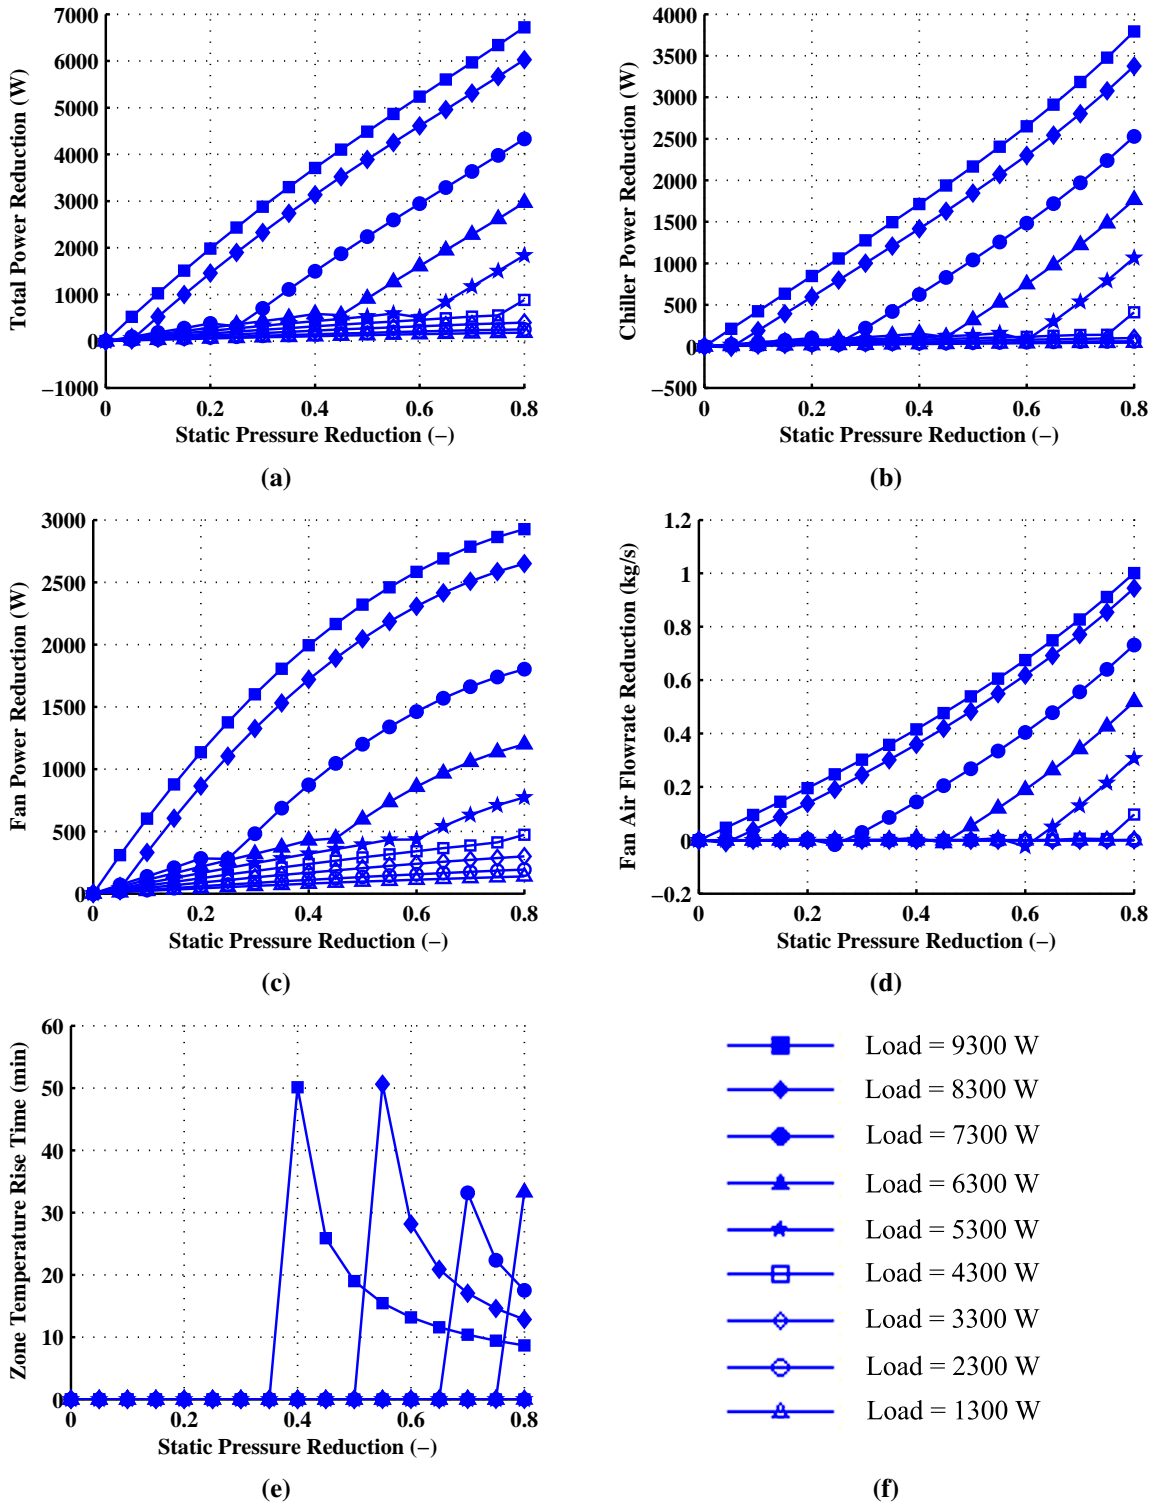 Total Power Reduction (W)
7000
6000
5000
4000
3000
2000
1000
0
−1000
0 0.2 0.4 0.6 0.8
Static Pressure Reduction (−)
(a)
Chiller Power Reduction (W)
4000
3500
3000
2500
2000
1500
1000
500
0
−500
0 0.2 0.4 0.6 0.8
Static Pressure Reduction (−)
(b)
Fan Power Reduction (W)
3000
2500
2000
1500
1000
500
0
0 0.2 0.4 0.6 0.8
Static Pressure Reduction (−)
(c)
Fan Air Flowrate Reduction (kg/s)
1.2
1
0.8
0.6
0.4
0.2
0
−0.2
0 0.2 0.4 0.6 0.8
Static Pressure Reduction (−)
(d)
Zone Temperature Rise Time (min)
60
50
40
30
20
10
0
0 0.2 0.4 0.6 0.8
Static Pressure Reduction (−)
(e)
Load = 9300 W
Load = 8300 W
Load = 7300 W
Load = 6300 W
Load = 5300 W
Load = 4300 W
Load = 3300 W
Load = 2300 W
Load = 1300 W
(f)